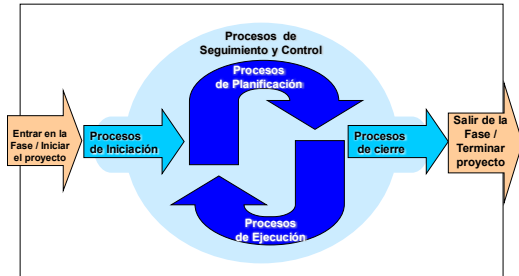 Procesos de
Seguimiento y Control
Procesos
de Planificación
Entrar en la
Fase / Iniciar
el proyecto
Procesos
de Iniciación
Procesos
de cierre
Salir de la
Fase /
Terminar
proyecto
Procesos
de Ejecución